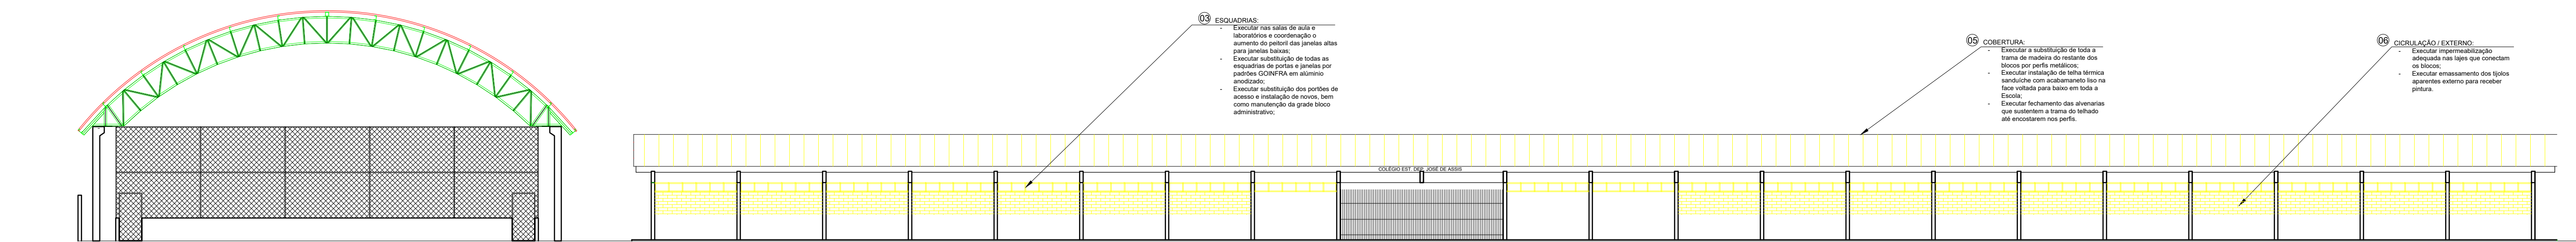 03 ESQUADRIAS:
- Executar nas salas de aula e
laboratórios e coordenação o
aumento do peitoril das janelas altas
para janelas baixas;
- Executar substituição de todas as
esquadrias de portas e janelas por
padrões GOINFRA em alúminio
anodizado;
- Executar substituição dos portões de
acesso e instalação de novos, bem
como manutenção da grade bloco
administrativo;
05 COBERTURA:
- Executar a substituição de toda a
trama de madeira do restante dos
blocos por perfis metálicos;
- Executar instalação de telha térmica
sanduíche com acabamaneto liso na
face voltada para baixo em toda a
Escola;
- Executar fechamento das alvenarias
que sustentem a trama do telhado
até encostarem nos perfis.
06 CICRULAÇÃO / EXTERNO:
- Executar impermeabilização
adequada nas lajes que conectam
os blocos;
- Executar emassamento dos tijolos
aparentes externo para receber
pintura.
COLÉGIO EST. DEP. JOSÉ DE ASSIS